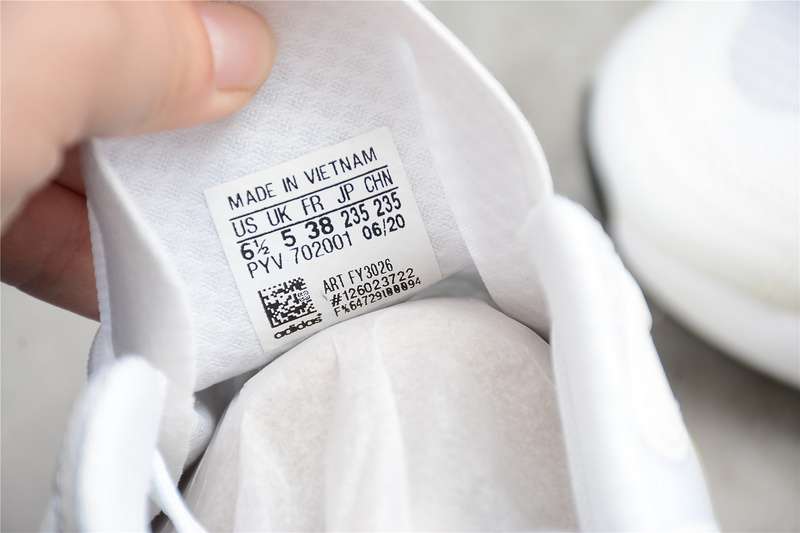 MADE IN VIETNAM
US UK FR JP CHN
6½ 5 38 235 235
PYV 702001 06/20
ART FY3026
#126023722
F%64729188894
adidas